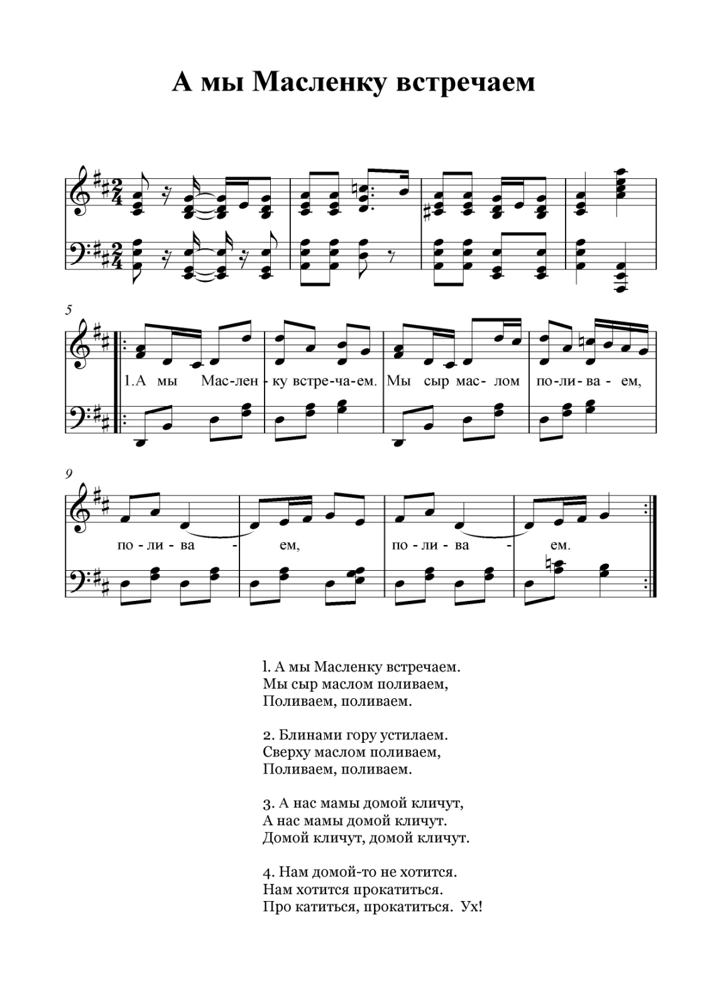 А мы Масленку встречаем
2 4
2 4
5
1.А мы Мас-лен - ку встре-ча-ем. Мы сыр мас- лом по-ли- ва - ем,
9
по - ли - ва - ем, по - ли - ва - ем.
l. А мы Масленку встречаем.
Мы сыр маслом поливаем,
Поливаем, поливаем.
2. Блинами гору устилаем.
Сверху маслом поливаем,
Поливаем, поливаем.
3. А нас мамы домой кличут,
А нас мамы домой кличут.
Домой кличут, домой кличут.
4. Нам домой-то не хотится.
Нам хотится прокатиться.
Про катиться, прокатиться. Ух!